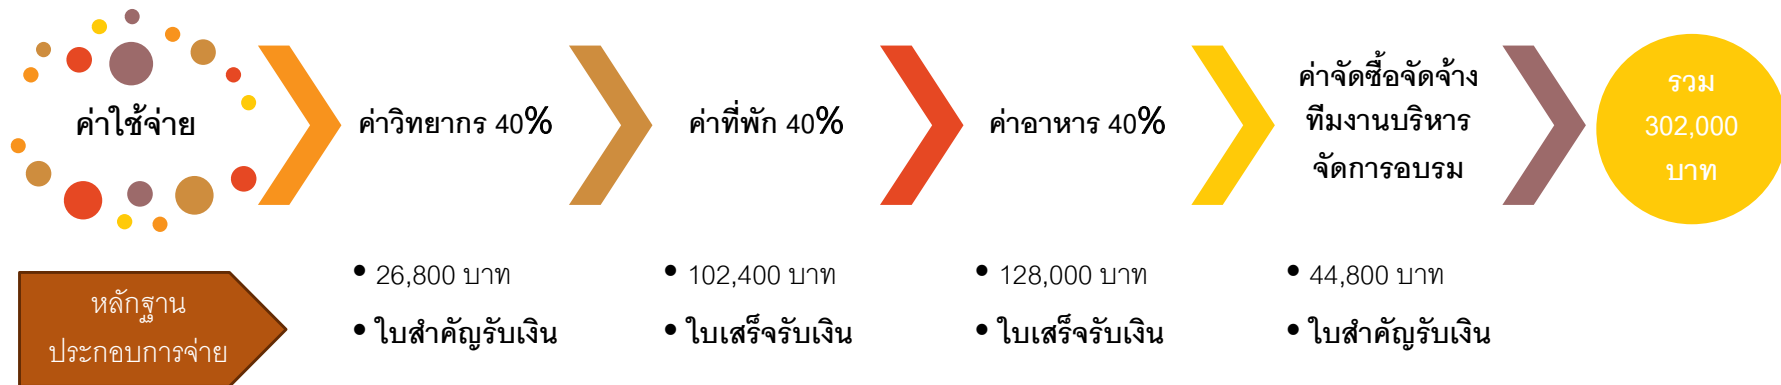 ค่าใช้จ่าย
ค่าวิทยากร 40%
ค่าที่พัก 40%
ค่าอาหาร 40%
ค่าจัดซื้อจัดจ้าง
ทีมงานบริหาร
จัดการอบรม
รวม
302,000
บาท
หลักฐาน
ประกอบการจ่าย
• 26,800 บาท
• ใบสำคัญรับเงิน
• 102,400 บาท
• ใบเสร็จรับเงิน
• 128,000 บาท
• ใบเสร็จรับเงิน
• 44,800 บาท
• ใบสำคัญรับเงิน